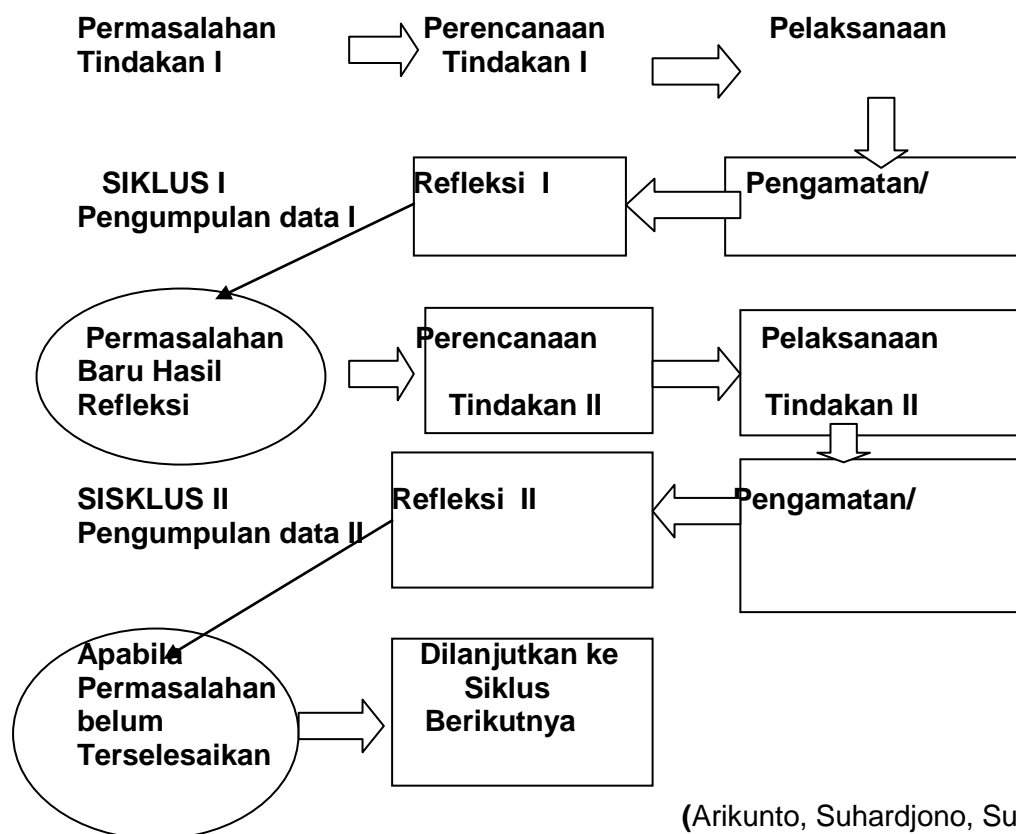 Permasalahan Perencanaan Pelaksanaan
Tindakan I Tindakan I
SIKLUS I Refleksi I Pengamatan/
Pengumpulan data I
Permasalahan Perencanaan Pelaksanaan
Baru Hasil
Refleksi Tindakan II Tindakan II
SISKLUS II Refleksi II Pengamatan/
Pengumpulan data II
Apabila Dilanjutkan ke
Permasalahan Siklus
belum Berikutnya
Terselesaikan
(Arikunto, Suhardjono, Su